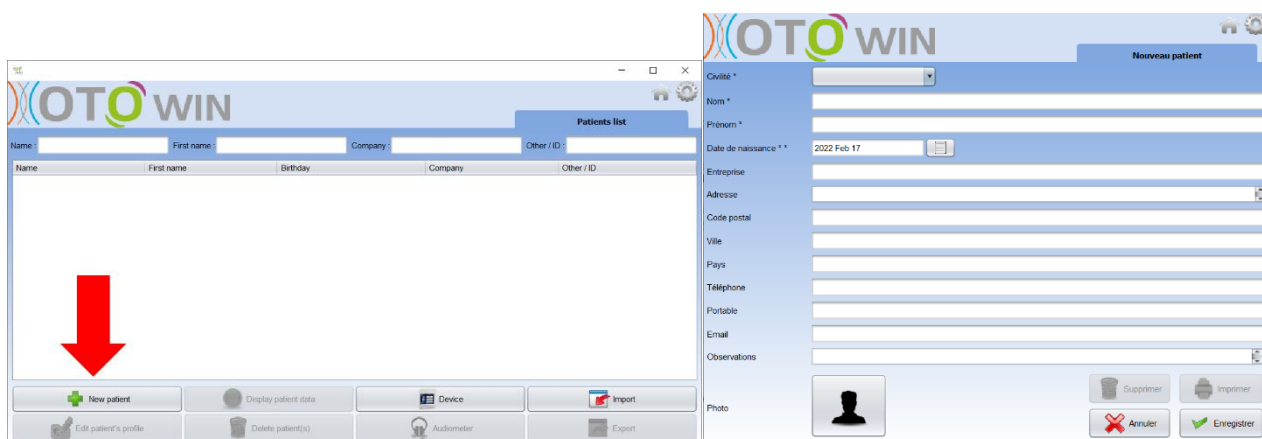 OTO WIN
Patients list
Name : First name : Company : Other / ID :
Name First name Birthday Company Other / ID
New patient Display patient data Device Import
Edit patient's profile Delete patient(s) Audiometer Export
OTO WIN
Nouveau patient
Civilité *
Nom *
Prénom *
Date de naissance * * 2022 Feb 17
Entreprise
Adresse
Code postal
Ville
Pays
Téléphone
Portable
Email
Observations
Photo
Supprimer Imprimer
Annuler Enregistrer